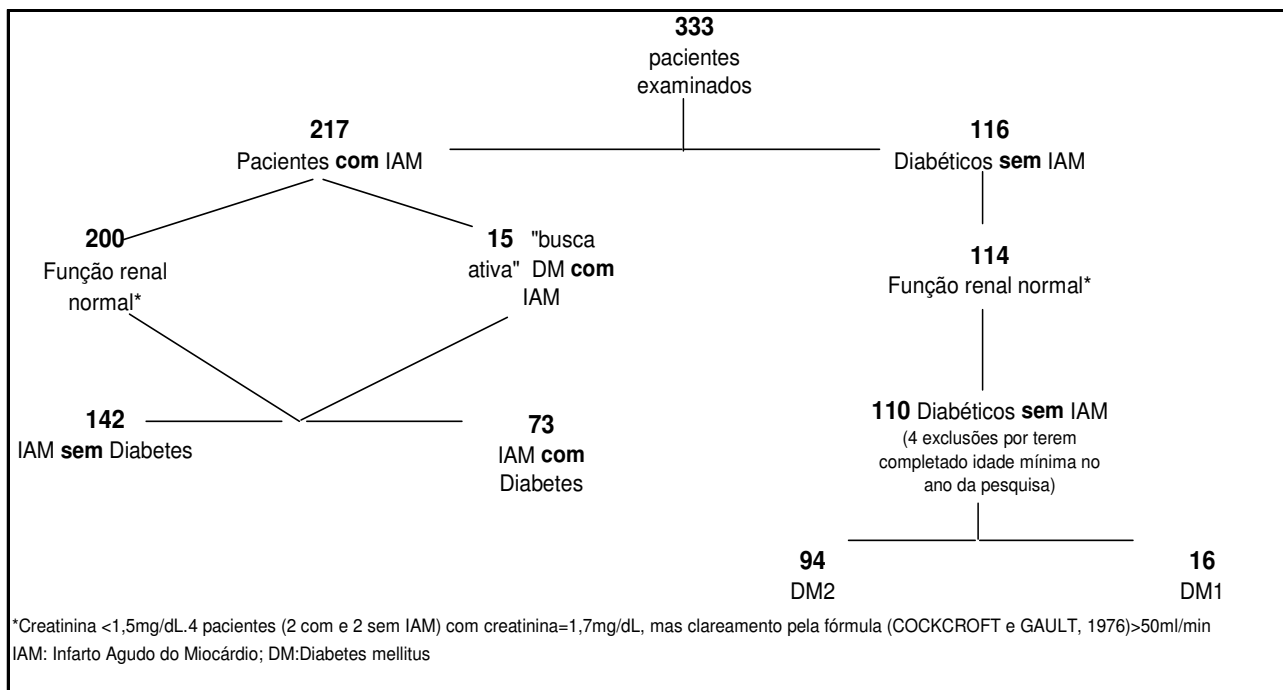 333
pacientes
examinados
217
Pacientes com IAM
116
Diabéticos sem IAM
200
Função renal
normal*
15 "busca
ativa" DM com
IAM
114
Função renal normal*
142
IAM sem Diabetes
73
IAM com
Diabetes
110 Diabéticos sem IAM
(4 exclusões por terem
completado idade mínima no
ano da pesquisa)
94
DM2
16
DM1
*Creatinina <1,5mg/dL.4 pacientes (2 com e 2 sem IAM) com creatinina=1,7mg/dL, mas clareamento pela fórmula (COCKCROFT e GAULT, 1976)>50ml/min
IAM: Infarto Agudo do Miocárdio; DM:Diabetes mellitus